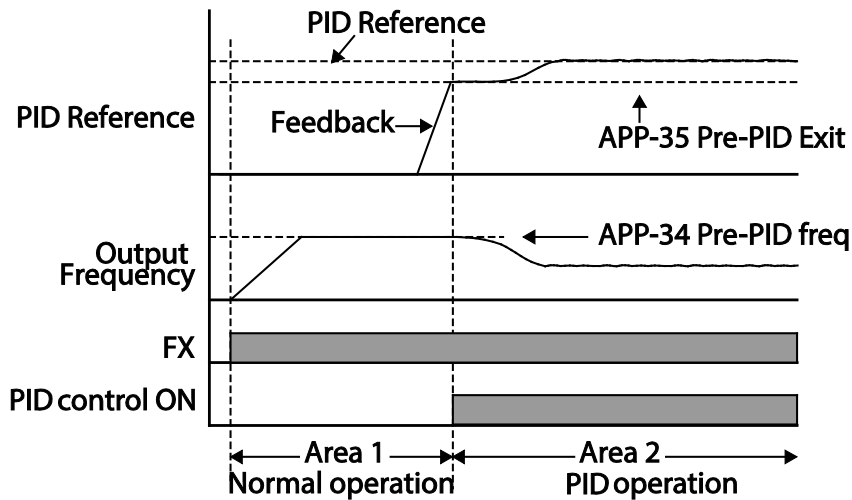 PID Reference
PID Reference
Feedback
APP-35 Pre-PID Exit
Output
Frequency
APP-34 Pre-PID freq
FX
PID control ON
Area 1
Normal operation
Area 2
PID operation